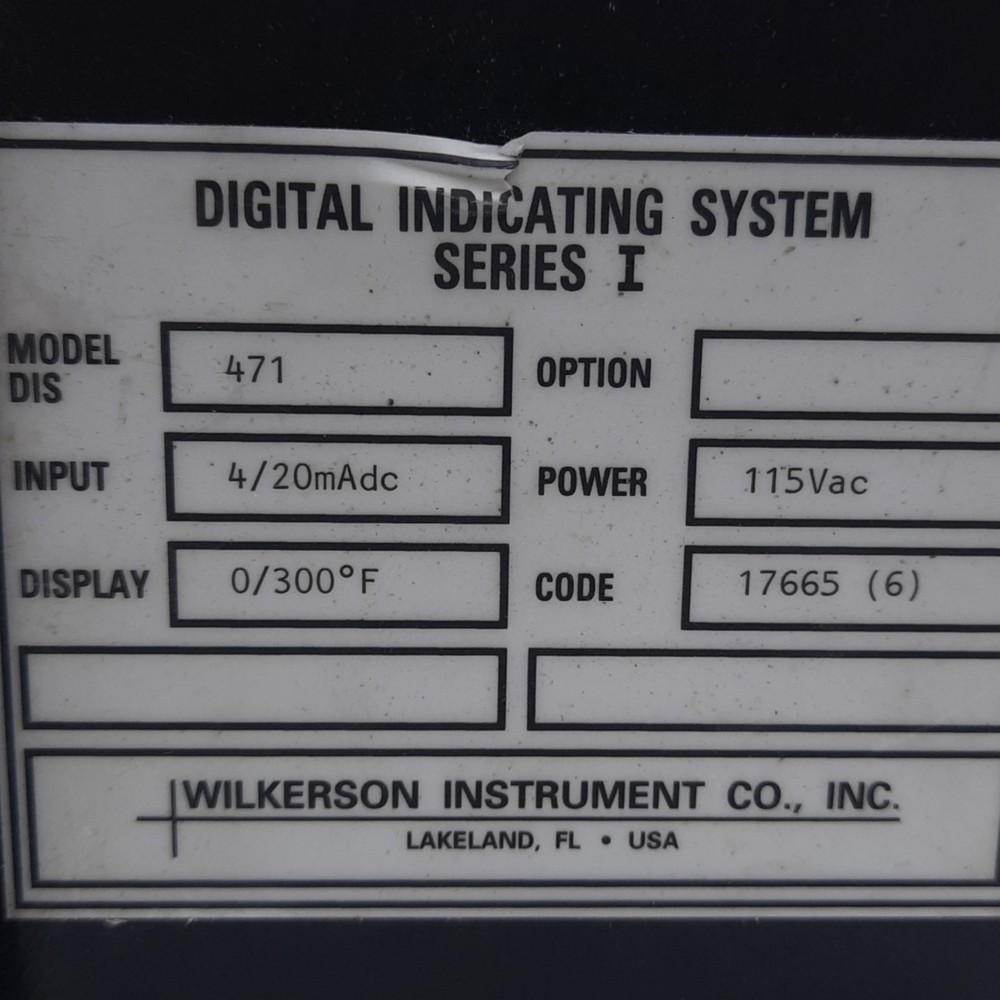 DIGITAL INDICATING SYSTEM
SERIES I
MODEL DIS 471 OPTION
INPUT 4/20mAdc POWER 115Vac
DISPLAY 0/300°F CODE 17665 (6)
WILKERSON INSTRUMENT CO., INC.
LAKELAND, FL • USA